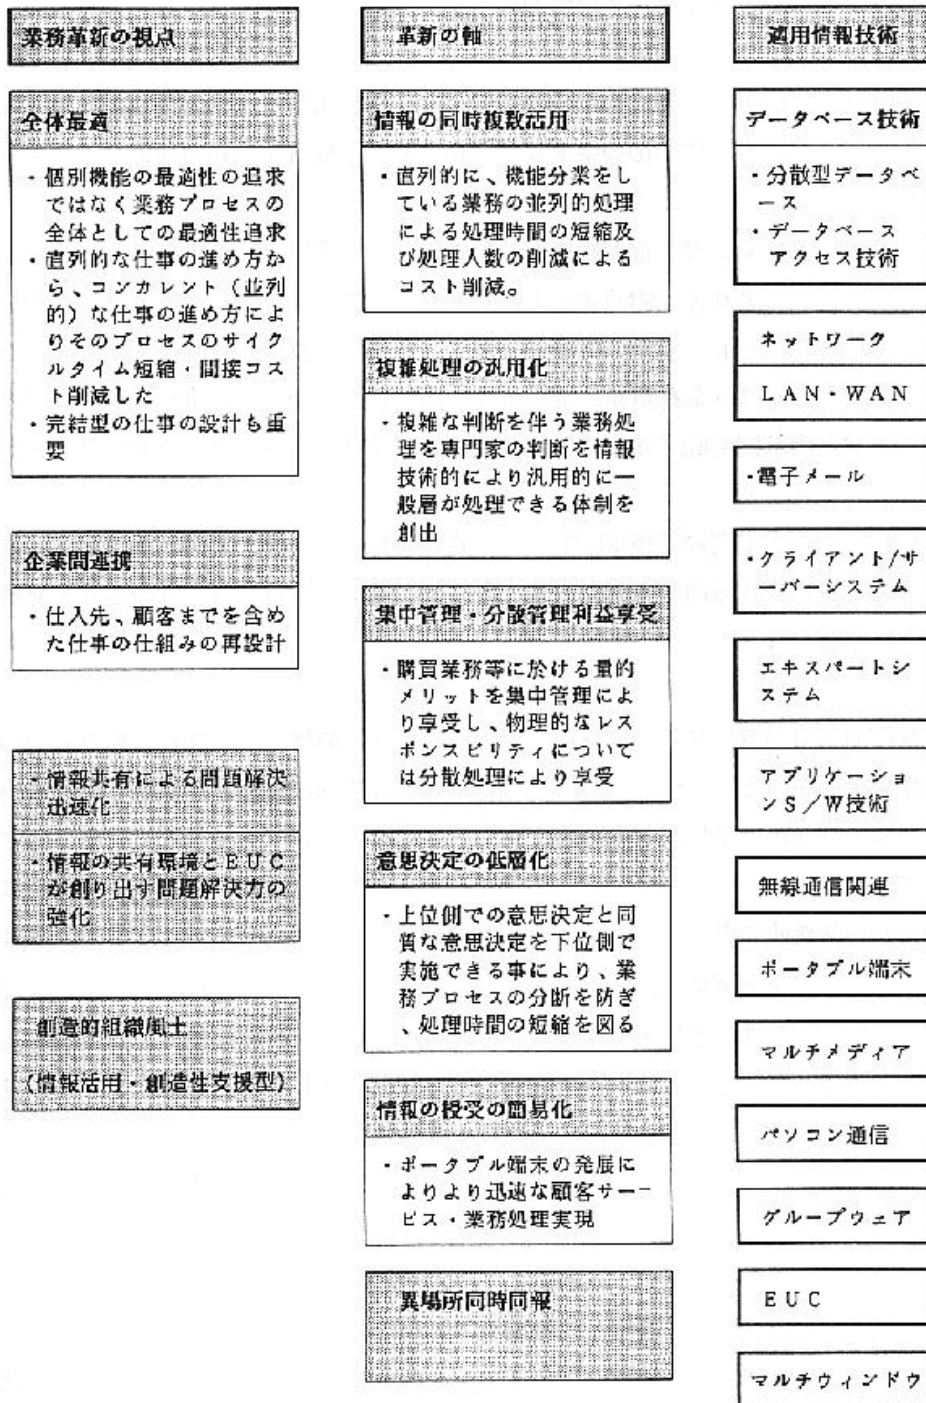 業務革新の視点
全体最適
・個別機能の最適性の追求
ではなく業務プロセスの
全体としての最適性追求
・直列的な仕事の進め方か
ら、コンカレント（並列
的）な仕事の進め方によ
りそのプロセスのサイク
ルタイム短縮・間接コス
ト削減した
・完結型の仕事の設計も重
要
企業間連携
・仕入先、顧客までを含め
た仕事の仕組みの再設計
・情報共有による問題解決
迅速化
・情報の共有環境とＥＵＣ
が創り出す問題解決力の
強化
創造的組織風土
(情報活用・創造性支援型)
革新の軸
情報の同時複数活用
・直列的に、機能分業をし
ている業務の並列的処理
による処理時間の短縮及
び処理人数の削減による
コスト削減。
複雑処理の汎用化
・複雑な判断を伴う業務処
理を専門家の判断を情報
技術的により汎用的に一
般層が処理できる体制を
創出
集中管理・分散管理利益享受
・購買業務等に於ける量的
メリットを集中管理によ
り享受し、物理的なレス
ポンスビリティについて
は分散処理により享受
意思決定の低層化
・上位側での意思決定と同
質な意思決定を下位側で
実施できる事により、業
務プロセスの分断を防ぎ
、処理時間の短縮を図る
情報の授受の簡易化
・ポータブル端末の発展に
よりより迅速な顧客サー
ビス・業務処理実現
異場所同時同報
適用情報技術
データベース技術
・分散型データベ
ース
・データベース
アクセス技術
ネットワーク
ＬＡＮ・ＷＡＮ
・電子メール
・クライアント/サ
ーバーシステム
エキスパートシ
ステム
アプリケーショ
ンＳ／Ｗ技術
無線通信関連
ポータブル端末
マルチメディア
パソコン通信
グループウェア
ＥＵＣ
マルチウィンドウ